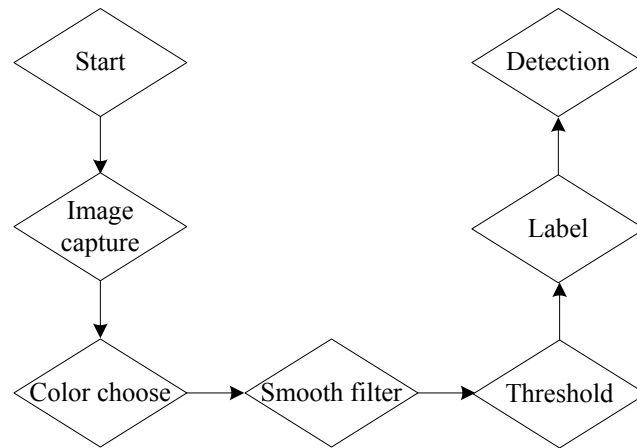 Start
Image
capture
Color choose
Smooth filter
Threshold
Label
Detection